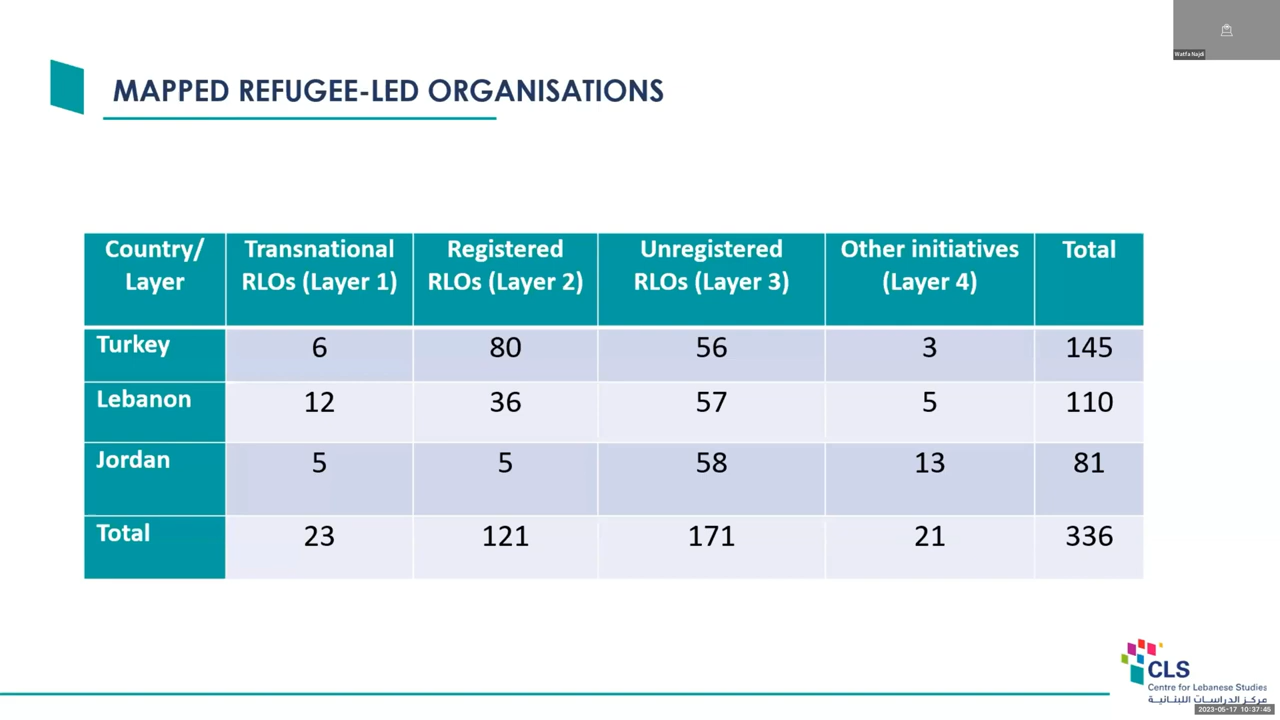 Watfa Najdi
MAPPED REFUGEE-LED ORGANISATIONS
Country/ Layer Transnational RLOs (Layer 1) Registered RLOs (Layer 2) Unregistered RLOs (Layer 3) Other initiatives (Layer 4) Total
Turkey 6 80 56 3 145
Lebanon 12 36 57 5 110
Jordan 5 5 58 13 81
Total 23 121 171 21 336
CLS
Centre for Lebanese Studies
مركز الدراسات اللبنانية
2023-05-17 10:37:45